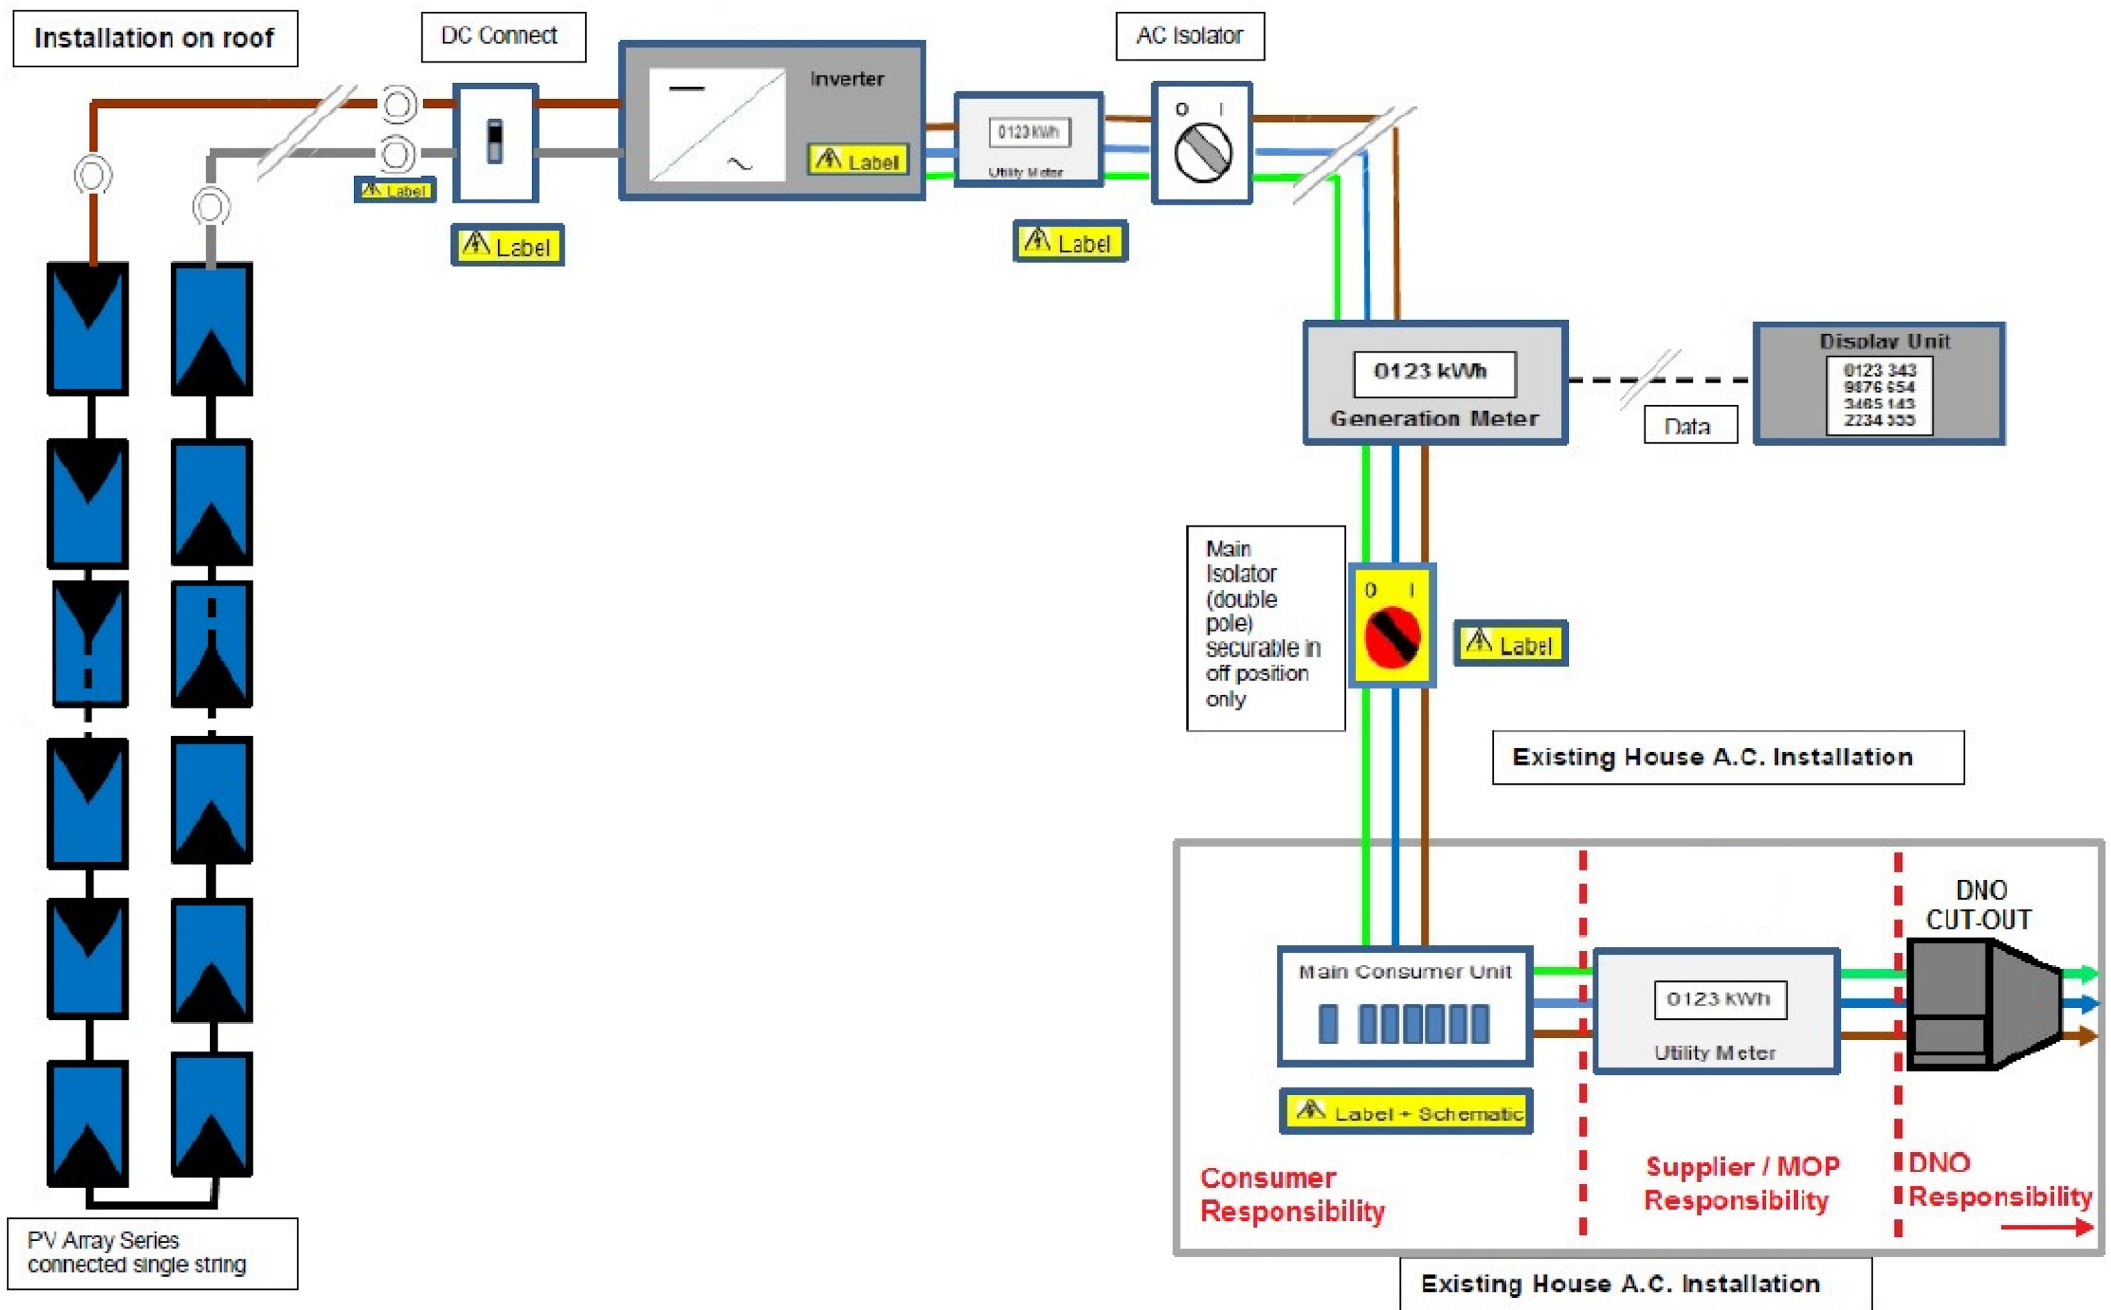 Installation on roof
DC Connect
AC Isolator
Inverter
Label
0123 kWh
Utility Meter
O I
Label
Label
Label
Display Unit
0123 343
9876 654
3465 143
2234 555
0123 kWh
Generation Meter
Data
Main
Isolator
(double
pole)
securable in
off position
only
O I
Label
Existing House A.C. Installation
DNO
CUT-OUT
Main Consumer Unit
0123 kWh
Utility Meter
Label + Schematic
Consumer
Responsibility
Supplier / MOP
Responsibility
DNO
Responsibility
PV Array Series
connected single string
Existing House A.C. Installation